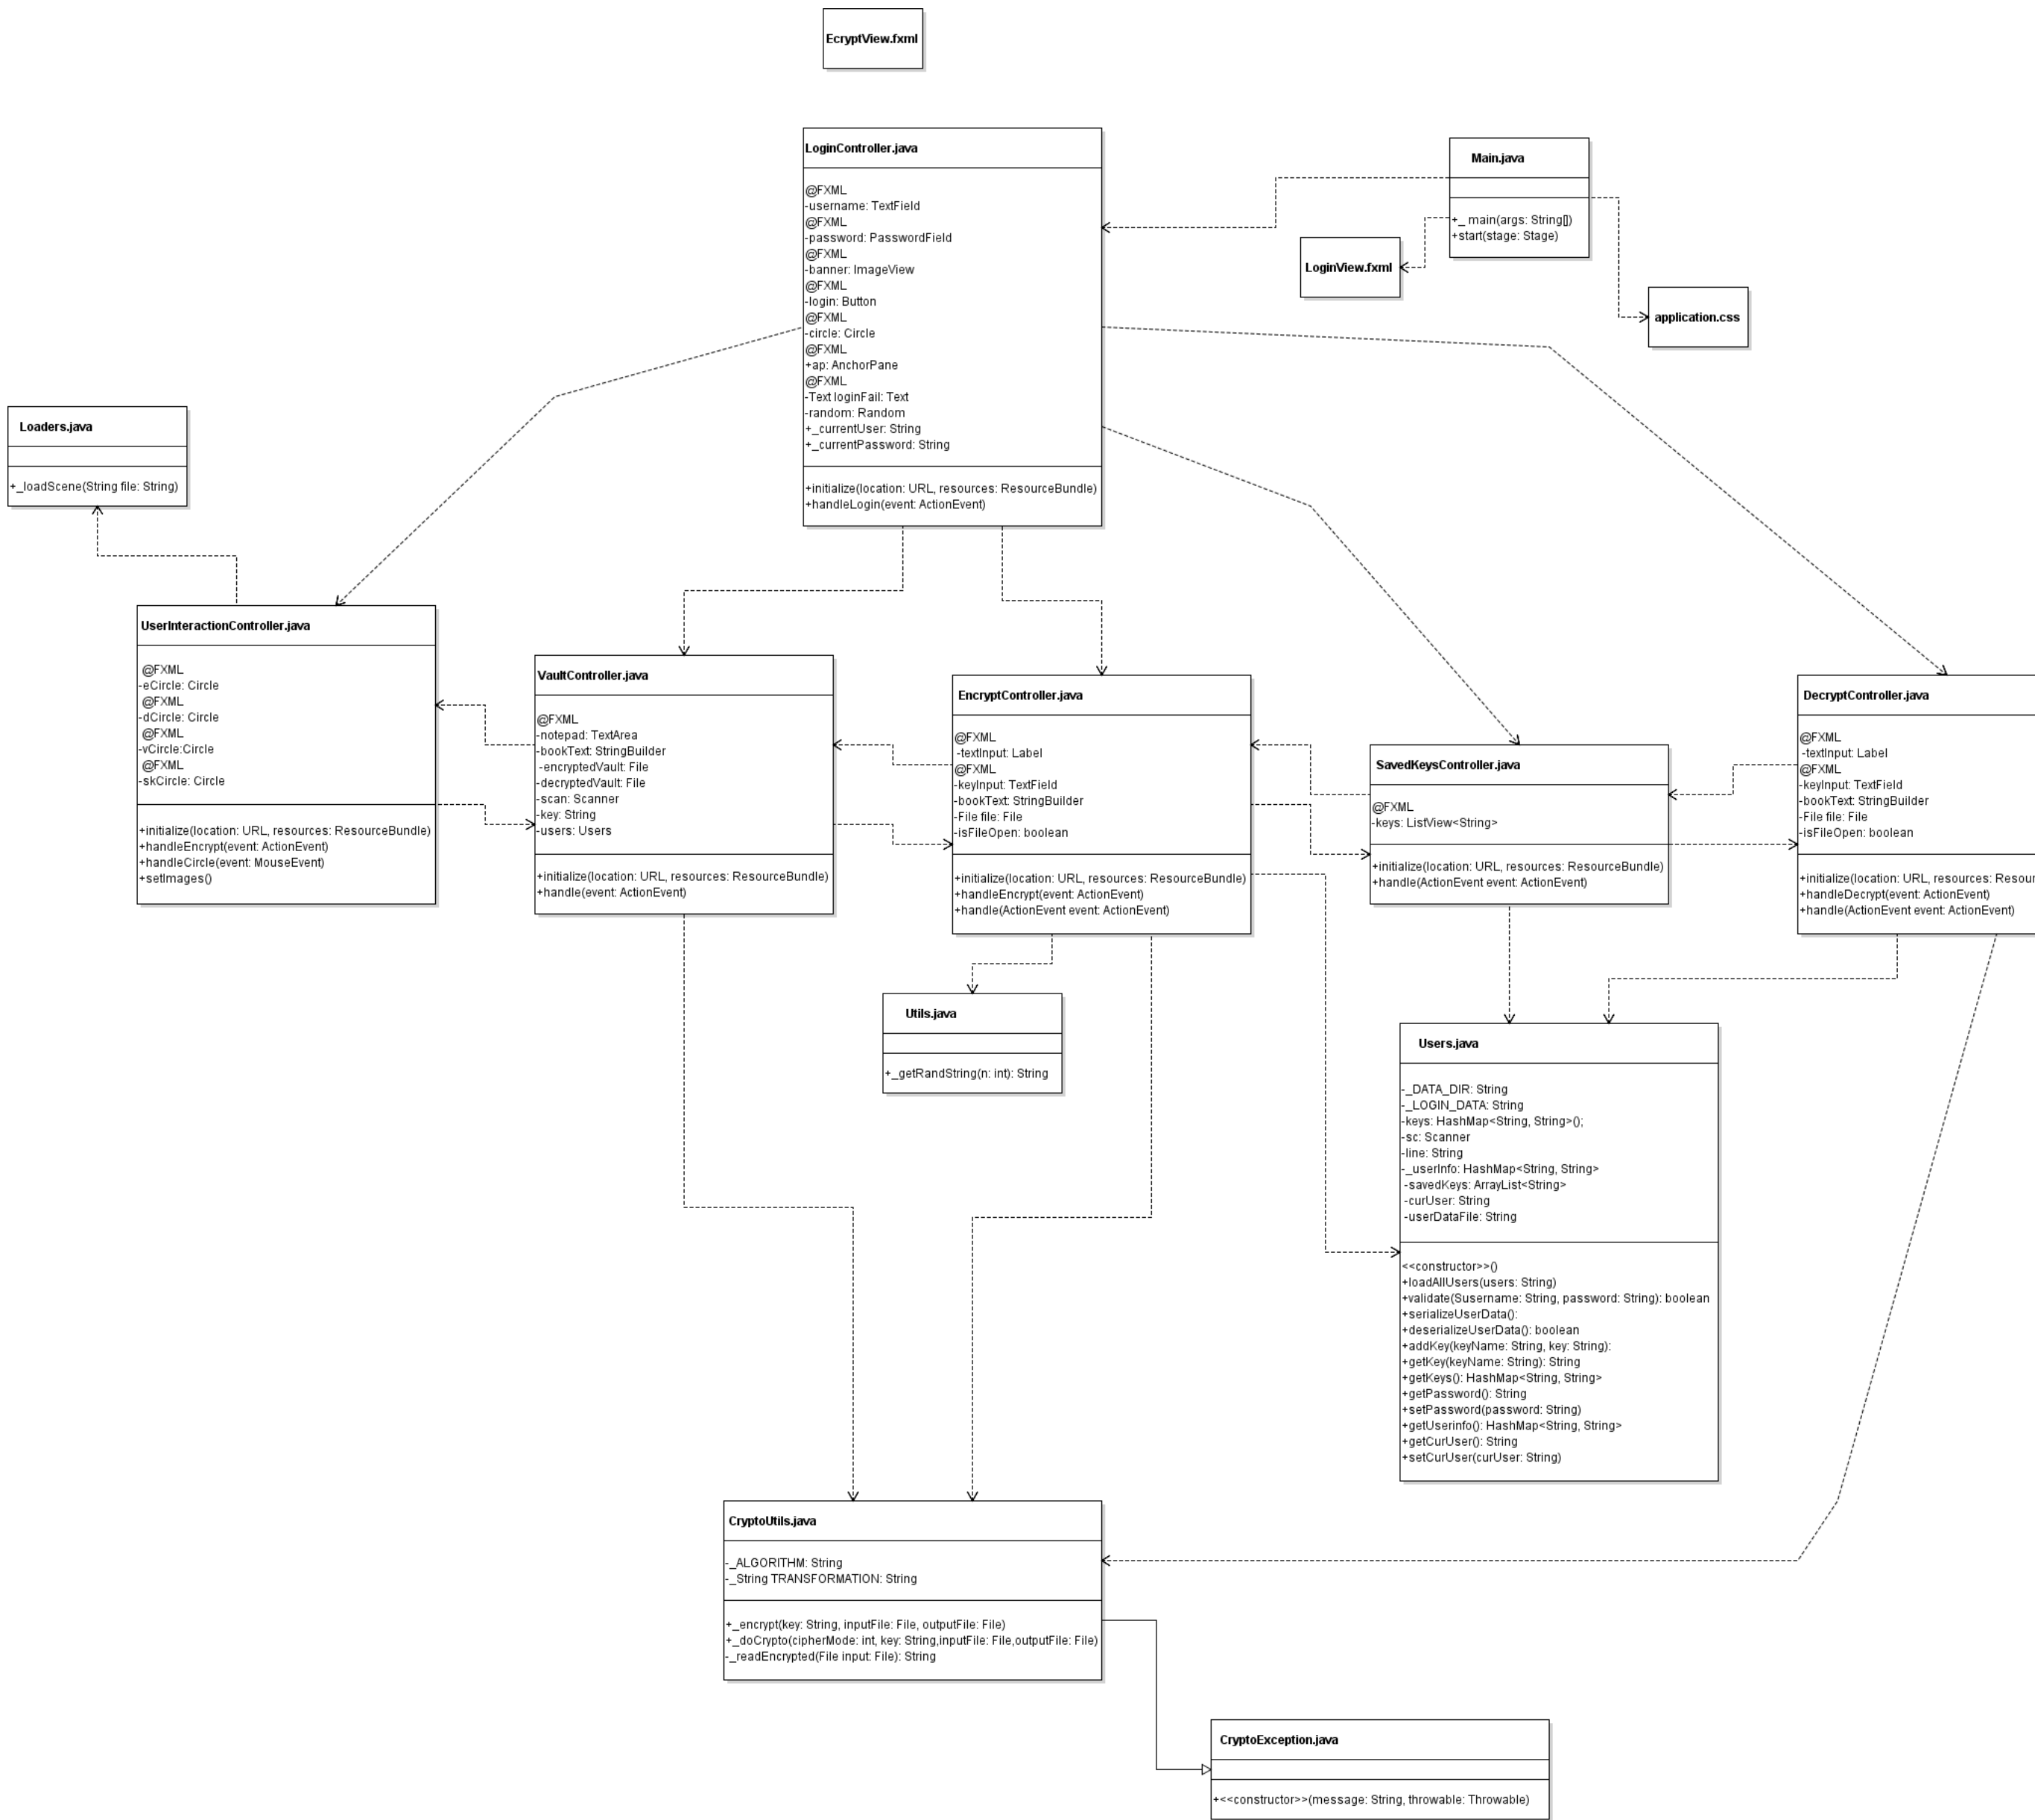 EcryptView.fxml
LoginController.java
@FXML
-username: TextField
@FXML
-password: PasswordField
@FXML
-banner: ImageView
@FXML
-login: Button
@FXML
-circle: Circle
@FXML
+ap: AnchorPane
@FXML
-Text loginFail: Text
-random: Random
+_currentUser: String
+_currentPassword: String
+initialize(location: URL, resources: ResourceBundle)
+handleLogin(event: ActionEvent)
Main.java
+_ main(args: String[])
+start(stage: Stage)
LoginView.fxml
application.css
Loaders.java
+_loadScene(String file: String)
UserInteractionController.java
@FXML
-eCircle: Circle
@FXML
-dCircle: Circle
@FXML
-vCircle:Circle
@FXML
-skCircle: Circle
+initialize(location: URL, resources: ResourceBundle)
+handleEncrypt(event: ActionEvent)
+handleCircle(event: MouseEvent)
+setImages()
VaultController.java
@FXML
-notepad: TextArea
-bookText: StringBuilder
-encryptedVault: File
-decryptedVault: File
-scan: Scanner
-key: String
-users: Users
+initialize(location: URL, resources: ResourceBundle)
+handle(event: ActionEvent)
EncryptController.java
@FXML
-textInput: Label
@FXML
-keyInput: TextField
-bookText: StringBuilder
-File file: File
-isFileOpen: boolean
+initialize(location: URL, resources: ResourceBundle)
+handleEncrypt(event: ActionEvent)
+handle(ActionEvent event: ActionEvent)
SavedKeysController.java
@FXML
-keys: ListView<String>
+initialize(location: URL, resources: ResourceBundle)
+handle(ActionEvent event: ActionEvent)
DecryptController.java
@FXML
-textInput: Label
@FXML
-keyInput: TextField
-bookText: StringBuilder
-File file: File
-isFileOpen: boolean
+initialize(location: URL, resources: Resour
+handleDecrypt(event: ActionEvent)
+handle(ActionEvent event: ActionEvent)
Utils.java
+_getRandString(n: int): String
Users.java
-_DATA_DIR: String
-_LOGIN_DATA: String
-keys: HashMap<String, String>();
-sc: Scanner
-line: String
-_userInfo: HashMap<String, String>
-savedKeys: ArrayList<String>
-curUser: String
-userDataFile: String
<<constructor>>()
+loadAllUsers(users: String)
+validate(Susername: String, password: String): boolean
+serializeUserData():
+deserializeUserData(): boolean
+addKey(keyName: String, key: String):
+getKey(keyName: String): String
+getKeys(): HashMap<String, String>
+getPassword(): String
+setPassword(password: String)
+getUserinfo(): HashMap<String, String>
+getCurUser(): String
+setCurUser(curUser: String)
CryptoUtils.java
-_ALGORITHM: String
-_String TRANSFORMATION: String
+_encrypt(key: String, inputFile: File, outputFile: File)
+_doCrypto(cipherMode: int, key: String,inputFile: File,outputFile: File)
-_readEncrypted(File input: File): String
CryptoException.java
+<<constructor>>(message: String, throwable: Throwable)